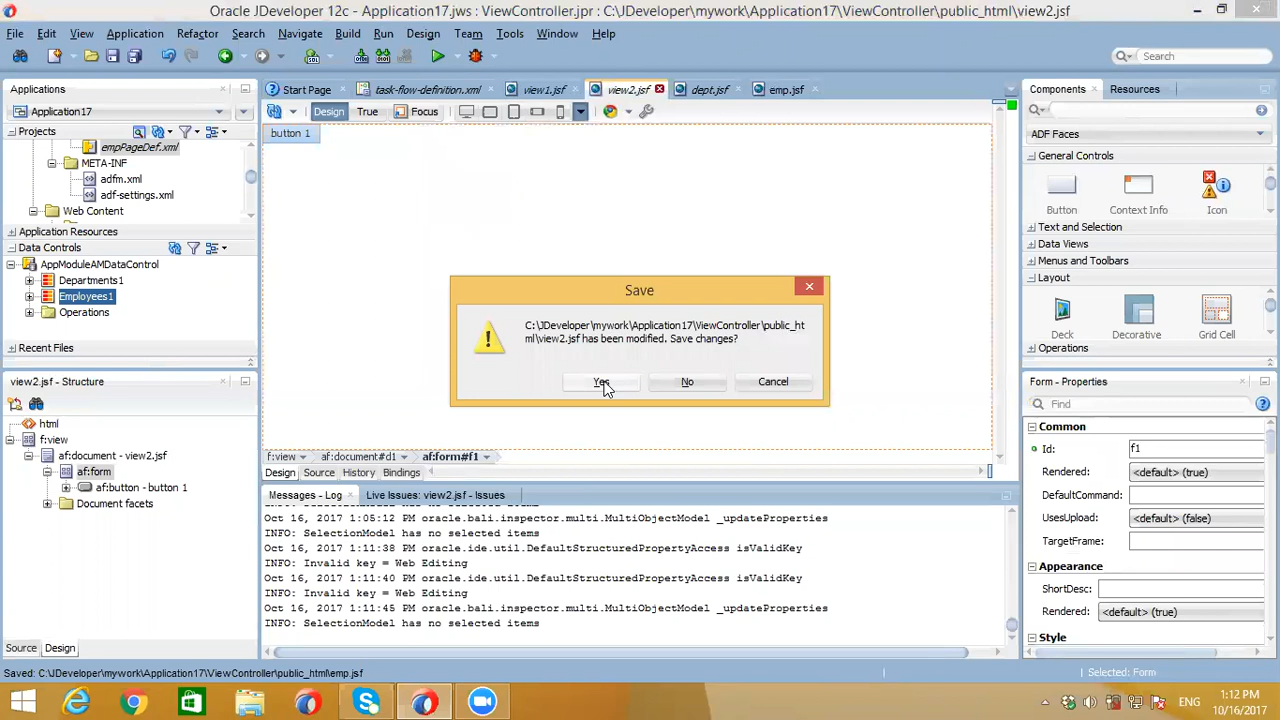 Oracle JDeveloper 12c - Application17.jws : ViewController.jpr : C:\JDeveloper\mywork\Application17\ViewController\public_html\view2.jsf
File Edit View Application Refactor Search Navigate Build Run Design Team Tools Window Help
Search
Applications
Start Page task-flow-definition.xml view1.jsf view2.jsf dept.jsf emp.jsf
Components Resources
Application17
Design True Focus
Projects
ADF Faces
button 1
empPageDef.xml
META-INF
adfm.xml
adf-settings.xml
Web Content
General Controls
Button Context Info Icon
Application Resources
Text and Selection
Data Controls
Data Views
AppModuleAMDataControl
Menus and Toolbars
Departments1
Layout
Employees1
Operations
Deck Decorative Grid Cell
Recent Files
Operations
Save
C:\JDeveloper\mywork\Application17\ViewController\public_ht
ml\view2.jsf has been modified. Save changes?
Yes No Cancel
view2.jsf - Structure
Form - Properties
Find
html
f:view
af:document - view2.jsf
af:form
af:button - button 1
Document facets
Common
Id: f1
Rendered: <default> (true)
DefaultCommand:
UsesUpload: <default> (false)
TargetFrame:
Appearance
ShortDesc:
Rendered: <default> (true)
Style
f:view af:document#d1 af:form#f1
Design Source History Bindings
Messages - Log Live Issues: view2.jsf - Issues
Oct 16, 2017 1:05:12 PM oracle.bali.inspector.multi.MultiObjectModel _updateProperties
INFO: SelectionModel has no selected items
Oct 16, 2017 1:11:38 PM oracle.ide.util.DefaultStructuredPropertyAccess isValidKey
INFO: Invalid key = Web Editing
Oct 16, 2017 1:11:40 PM oracle.ide.util.DefaultStructuredPropertyAccess isValidKey
INFO: Invalid key = Web Editing
Oct 16, 2017 1:11:45 PM oracle.bali.inspector.multi.MultiObjectModel _updateProperties
INFO: SelectionModel has no selected items
Source Design
Saved: C:\JDeveloper\mywork\Application17\ViewController\public_html\emp.jsf
Selected: Form
ENG
1:12 PM
10/16/2017